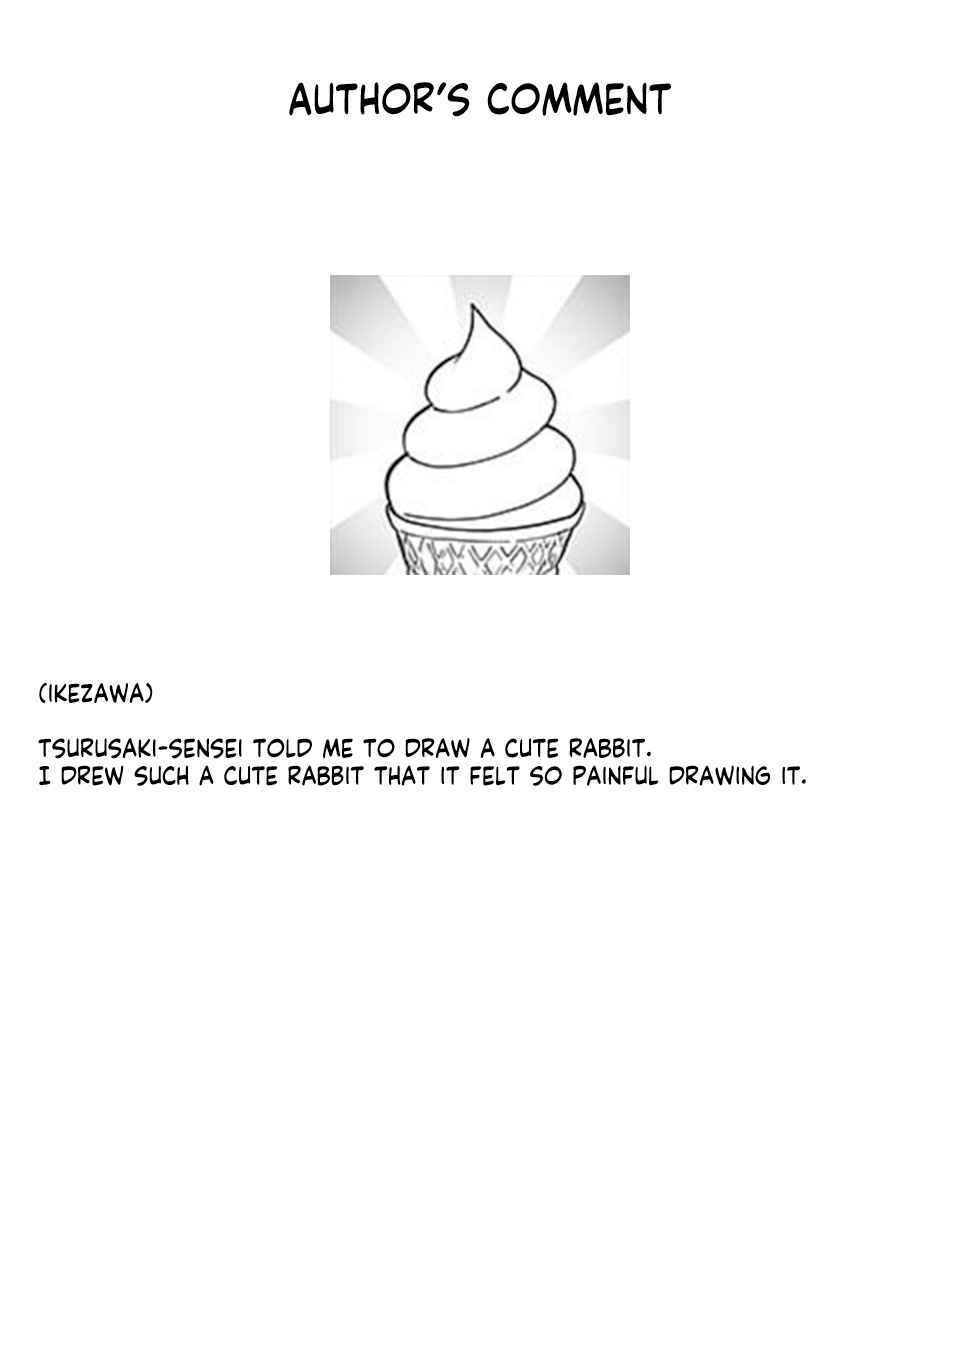 AUTHOR'S COMMENT
(IKEZAWA)
TSURUSAKI-SENSEI TOLD ME TO DRAW A CUTE RABBIT.
I DREW SUCH A CUTE RABBIT THAT IT FELT SO PAINFUL DRAWING IT.